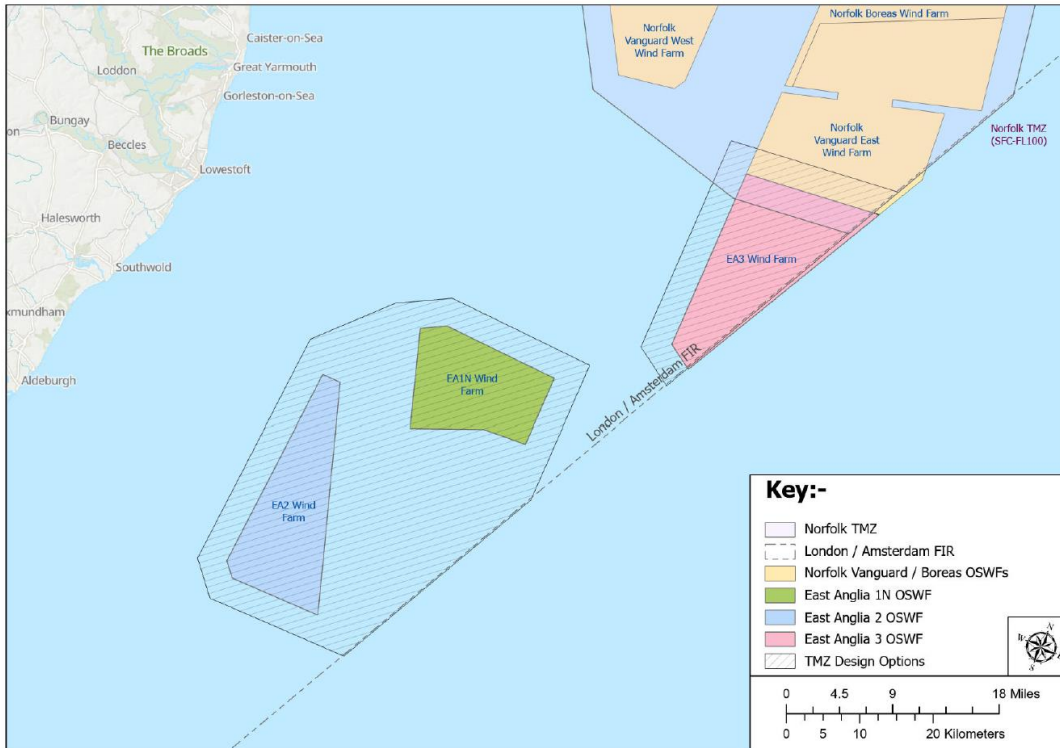 Caister-on-Sea
The Broads
Loddon
Great Yarmouth
Gorleston-on-Sea
on
Bungay
Beccles
Lowestoft
Halesworth
Southwold
xmundham
Aldeburgh
Norfolk
Vanguard West
Wind Farm
Norfolk Boreas Wind Farm
Norfolk
Vanguard East
Wind Farm
Norfolk TMZ
(SFC-FL100)
EA3 Wind Farm
London / Amsterdam FIR
EA1N Wind
Farm
EA2 Wind
Farm
Key:-
Norfolk TMZ
London / Amsterdam FIR
Norfolk Vanguard / Boreas OSWFs
East Anglia 1N OSWF
East Anglia 2 OSWF
East Anglia 3 OSWF
TMZ Design Options
N
W
S
0 4.5 9 18 Miles
0 5 10 20 Kilometers